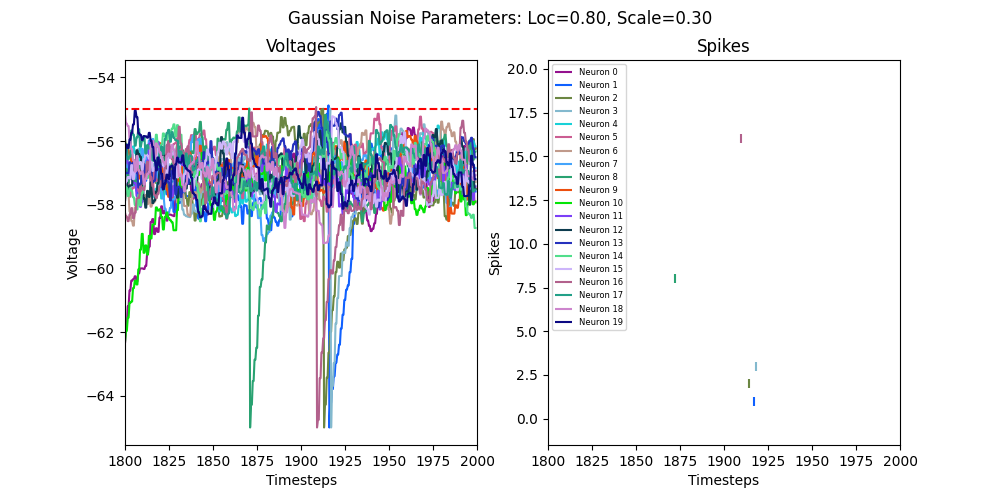 Gaussian Noise Parameters: Loc=0.80, Scale=0.30
Voltages
Spikes
−54
−56
−58
−60
−62
−64
Voltage
1800
1825
1850
1875
1900
1925
1950
1975
2000
Timesteps
20.0
17.5
15.0
12.5
10.0
7.5
5.0
2.5
0.0
Spikes
Neuron 0
Neuron 1
Neuron 2
Neuron 3
Neuron 4
Neuron 5
Neuron 6
Neuron 7
Neuron 8
Neuron 9
Neuron 10
Neuron 11
Neuron 12
Neuron 13
Neuron 14
Neuron 15
Neuron 16
Neuron 17
Neuron 18
Neuron 19
1800
1825
1850
1875
1900
1925
1950
1975
2000
Timesteps